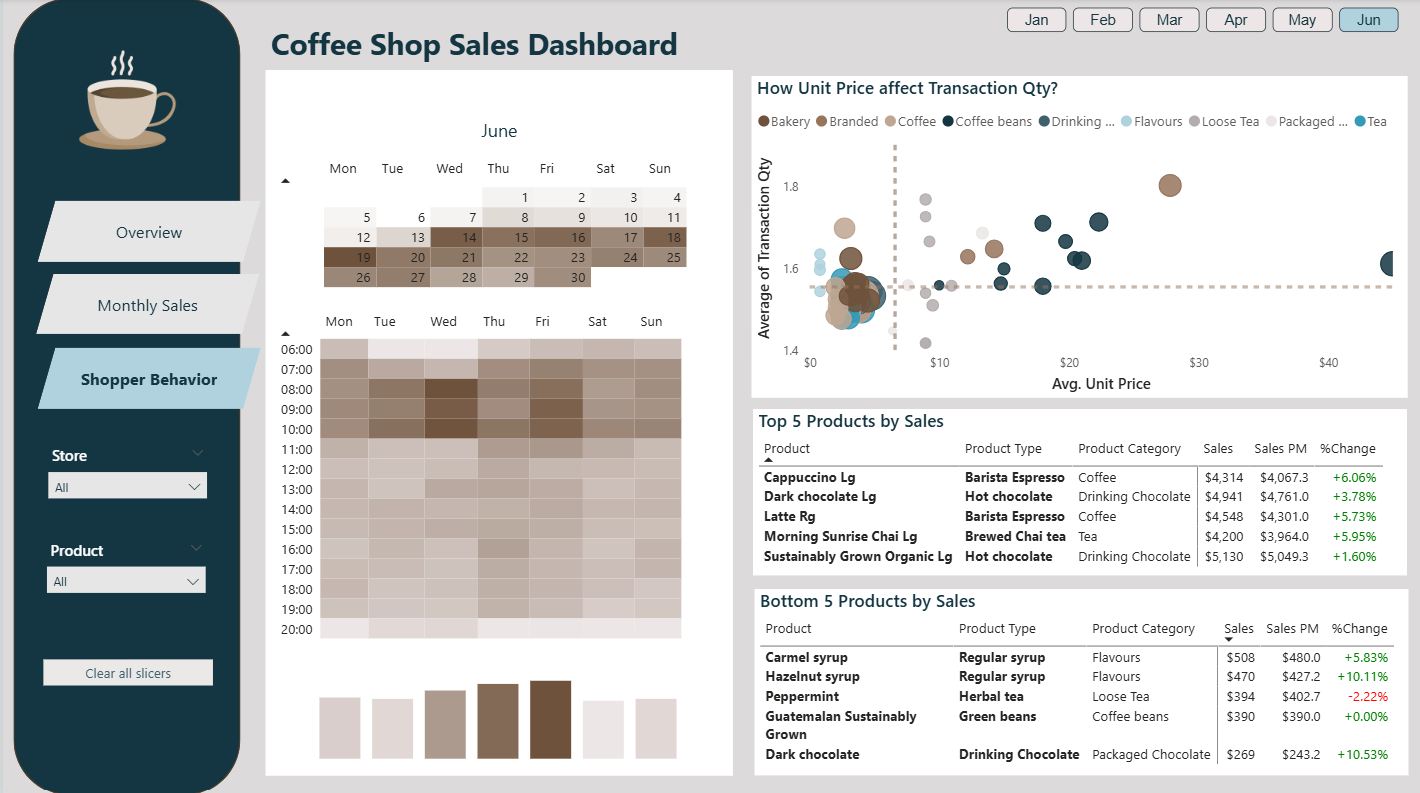 Jan Feb Mar Apr May Jun
Coffee Shop Sales Dashboard
Overview
Monthly Sales
Shopper Behavior
Store
All
Product
All
Clear all slicers
June
Mon Tue Wed Thu Fri Sat Sun
1 2 3 4
5 6 7 8 9 10 11
12 13 14 15 16 17 18
19 20 21 22 23 24 25
26 27 28 29 30
Mon Tue Wed Thu Fri Sat Sun
06:00
07:00
08:00
09:00
10:00
11:00
12:00
13:00
14:00
15:00
16:00
17:00
18:00
19:00
20:00
How Unit Price affect Transaction Qty?
Bakery Branded Coffee Coffee beans Drinking ... Flavours Loose Tea Packaged ... Tea
Average of Transaction Qty
1.8
1.6
1.4
$0 $10 $20 $30 $40
Avg. Unit Price
Top 5 Products by Sales
Product Product Type Product Category Sales Sales PM %Change
Cappuccino Lg Barista Espresso Coffee $4,314 $4,067.3 +6.06%
Dark chocolate Lg Hot chocolate Drinking Chocolate $4,941 $4,761.0 +3.78%
Latte Rg Barista Espresso Coffee $4,548 $4,301.0 +5.73%
Morning Sunrise Chai Lg Brewed Chai tea Tea $4,200 $3,964.0 +5.95%
Sustainably Grown Organic Lg Hot chocolate Drinking Chocolate $5,130 $5,049.3 +1.60%
Bottom 5 Products by Sales
Product Product Type Product Category Sales Sales PM %Change
Carmel syrup Regular syrup Flavours $508 $480.0 +5.83%
Hazelnut syrup Regular syrup Flavours $470 $427.2 +10.11%
Peppermint Herbal tea Loose Tea $394 $402.7 -2.22%
Guatemalan Sustainably Green beans Coffee beans $390 $390.0 +0.00%
Grown
Dark chocolate Drinking Chocolate Packaged Chocolate $269 $243.2 +10.53%